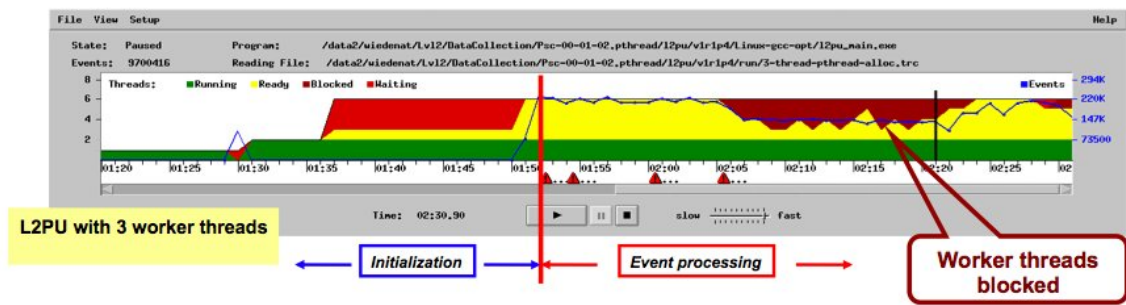 File View Setup Help
State: Paused Program: /data2/wiedenat/Lvl2/DataCollection/Psc-00-01-02.pthread/l2pu/v1r1p4/Linux-gcc-opt/l2pu_main.exe
Events: 9700416 Reading File: /data2/wiedenat/Lvl2/DataCollection/Psc-00-01-02.pthread/l2pu/v1r1p4/run/3-thread-pthread-alloc.trc
8 Threads: Running Ready Blocked Waiting Events 294K
6 220K
4 147K
2 73500
01:20 01:25 01:30 01:35 01:40 01:45 01:50 01:55 02:00 02:05 02:10 02:15 02:20 02:25 02:
... ... ... ...
Time: 02:30.90 slow fast
L2PU with 3 worker threads
Initialization Event processing
Worker threads
blocked